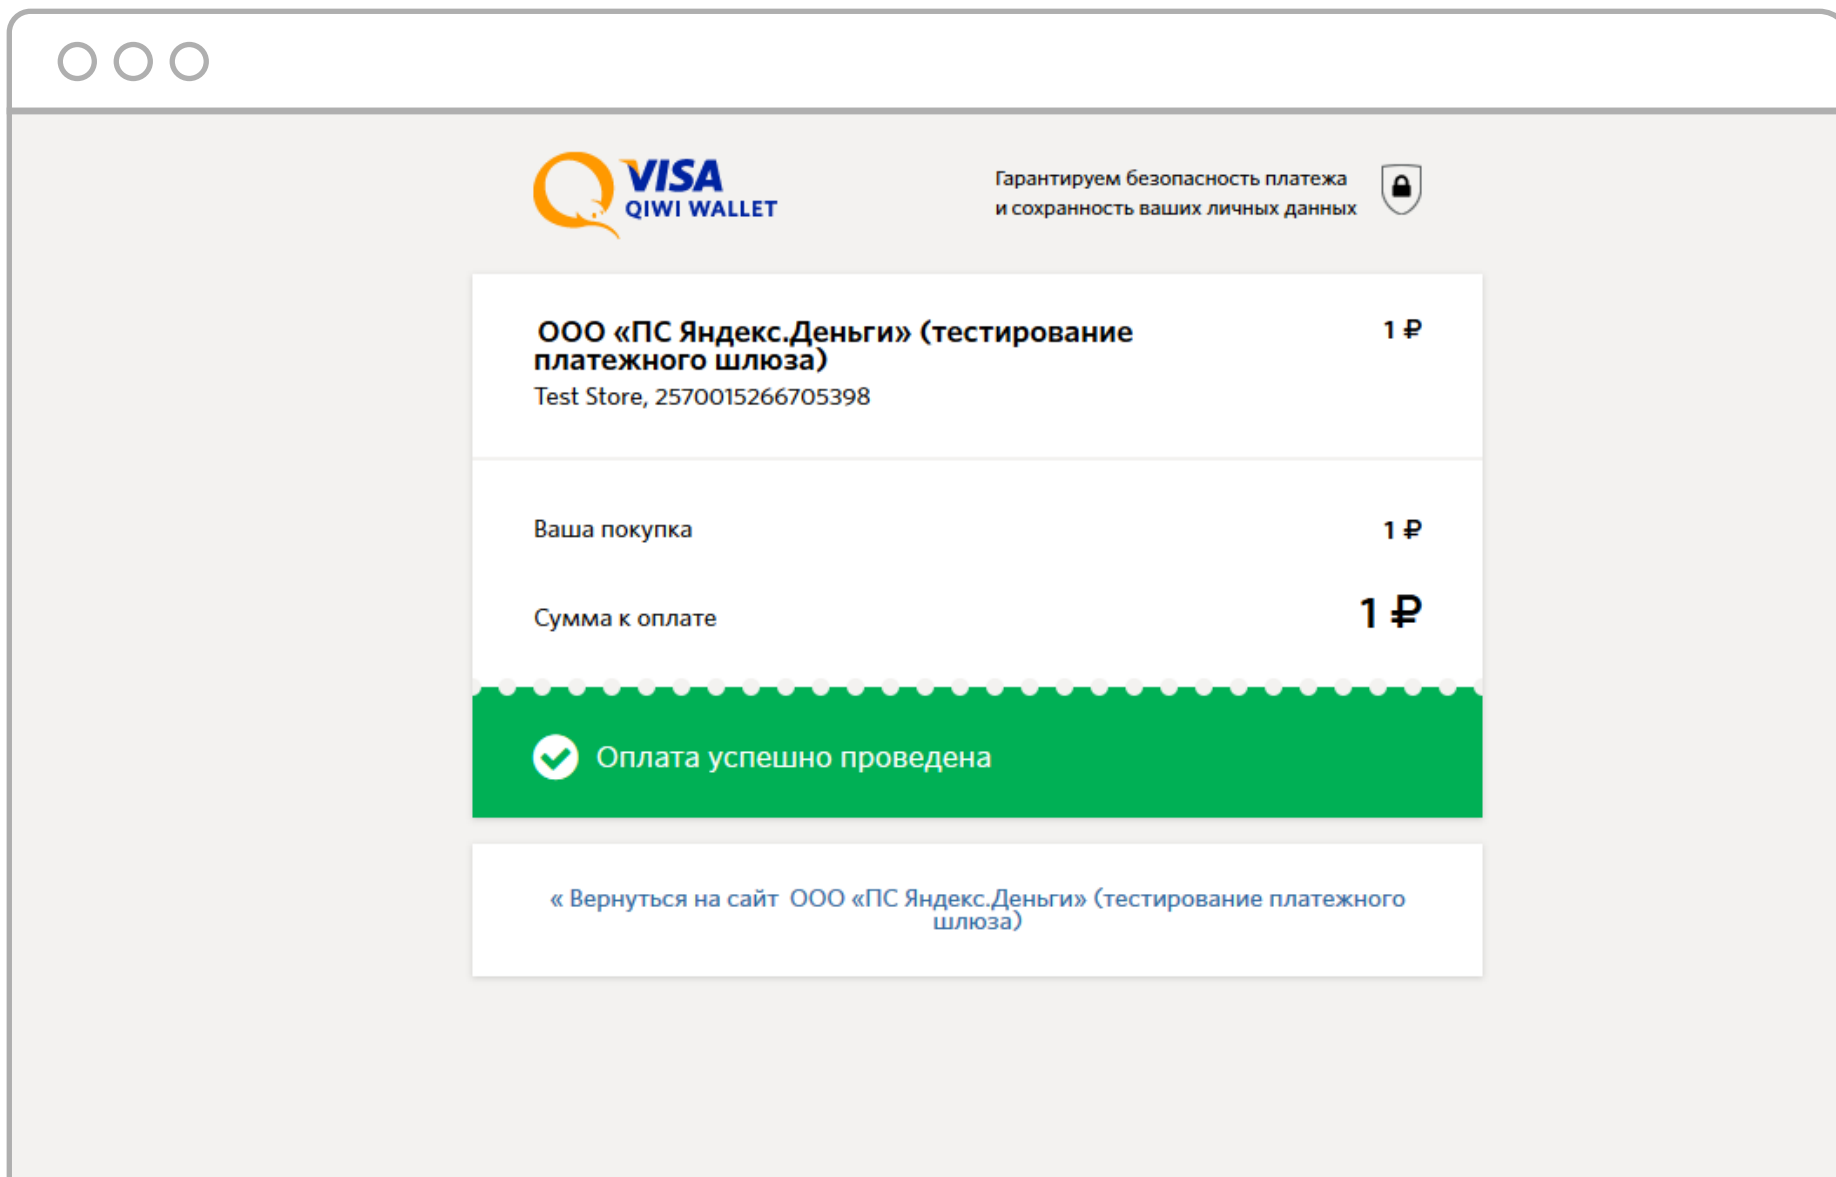 VISA
QIWI WALLET
Гарантируем безопасность платежа
и сохранность ваших личных данных
ООО «ПС Яндекс.Деньги» (тестирование
платежного шлюза)
1 ₽
Test Store, 2570015266705398
Ваша покупка
1 ₽
Сумма к оплате
1 ₽
Оплата успешно проведена
« Вернуться на сайт ООО «ПС Яндекс.Деньги» (тестирование платежного
шлюза)